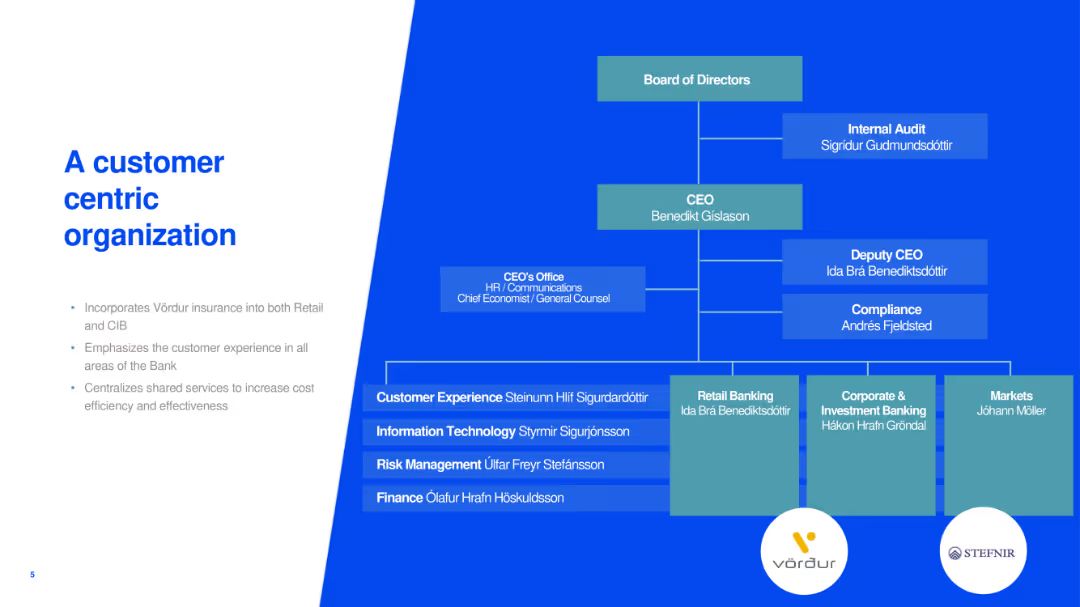 A customer
centric
organization
• Incorporates Vördur insurance into both Retail
and CIB
• Emphasizes the customer experience in all
areas of the Bank
• Centralizes shared services to increase cost
efficiency and effectiveness
5
Board of Directors
Internal Audit
Sigrídur Gudmundsdóttir
CEO
Benedikt Gíslason
Deputy CEO
Ida Brá Benediktsdóttir
CEO's Office
HR / Communications
Chief Economist / General Counsel
Compliance
Andrés Fjeldsted
Customer Experience Steinunn Hlíf Sigurdardóttir
Information Technology Styrmir Sigurjónsson
Risk Management Úlfar Freyr Stefánsson
Finance Ólafur Hrafn Höskuldsson
Retail Banking
Ida Brá Benediktsdóttir
Corporate &
Investment Banking
Hákon Hrafn Gröndal
Markets
Jóhann Möller
vörður
STEFNIR